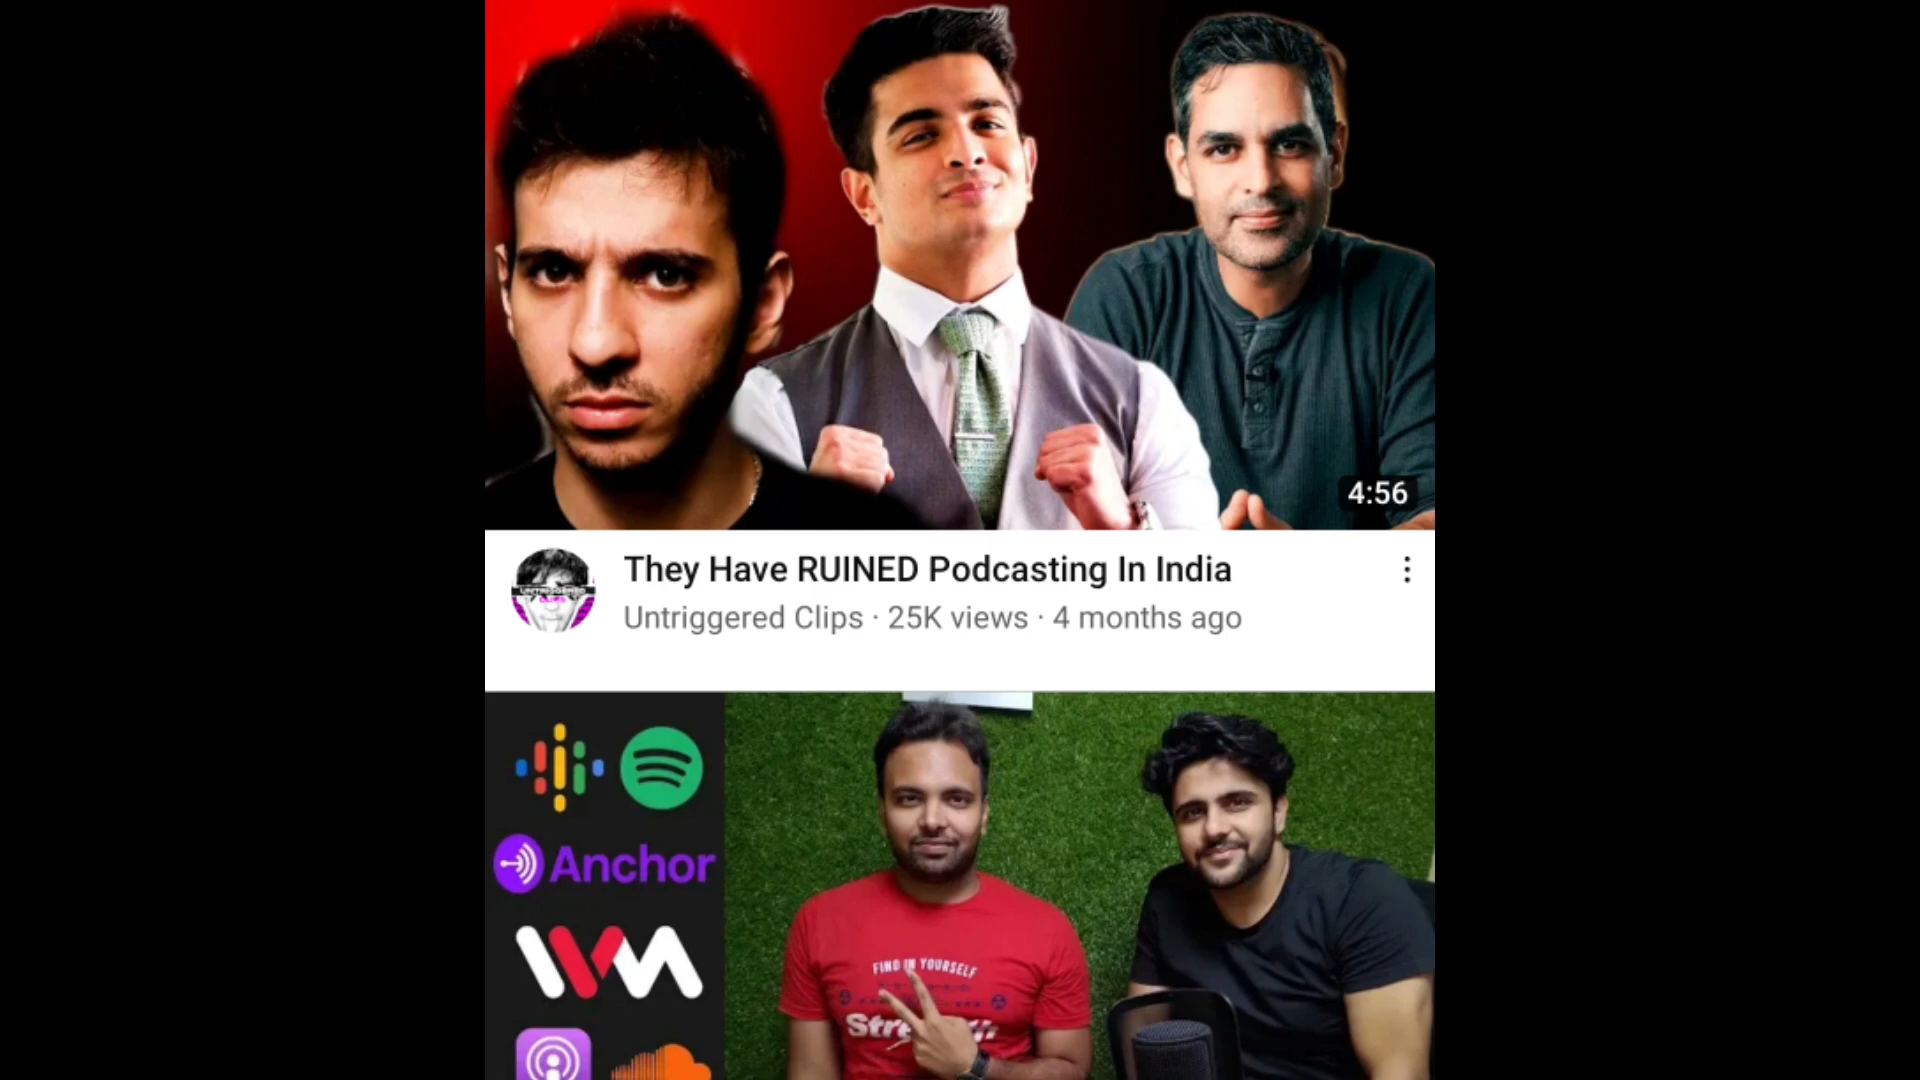 4:56
They Have RUINED Podcasting In India
Untriggered Clips · 25K views · 4 months ago
Anchor
FIND IN YOURSELF